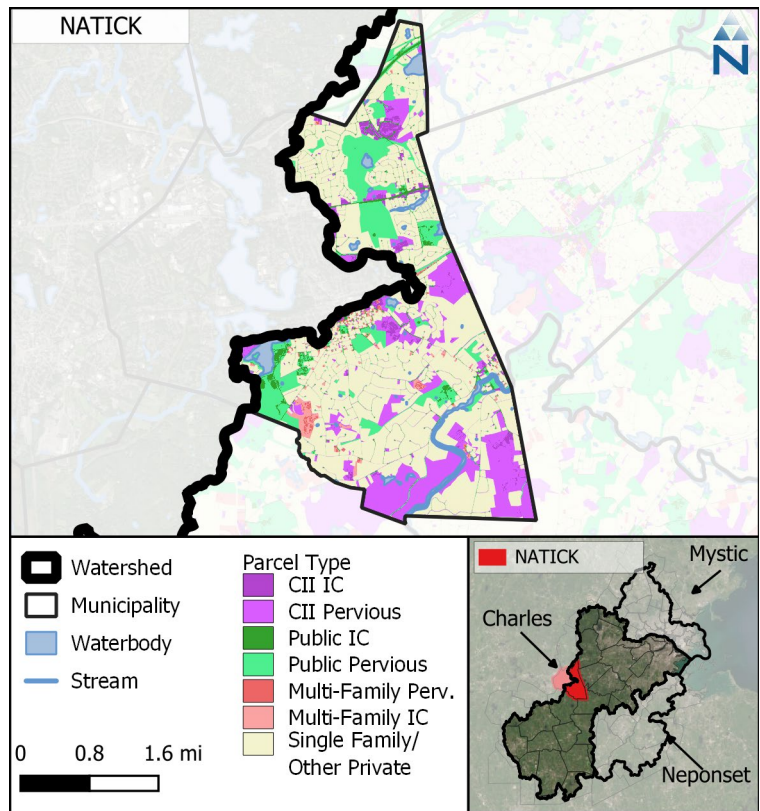 NATICK
N
Watershed
Municipality
Waterbody
Stream
0 0.8 1.6 mi
Parcel Type
CII IC
CII Pervious
Public IC
Public Pervious
Multi-Family Perv.
Multi-Family IC
Single Family/
Other Private
NATICK
Mystic
Charles
Neponset